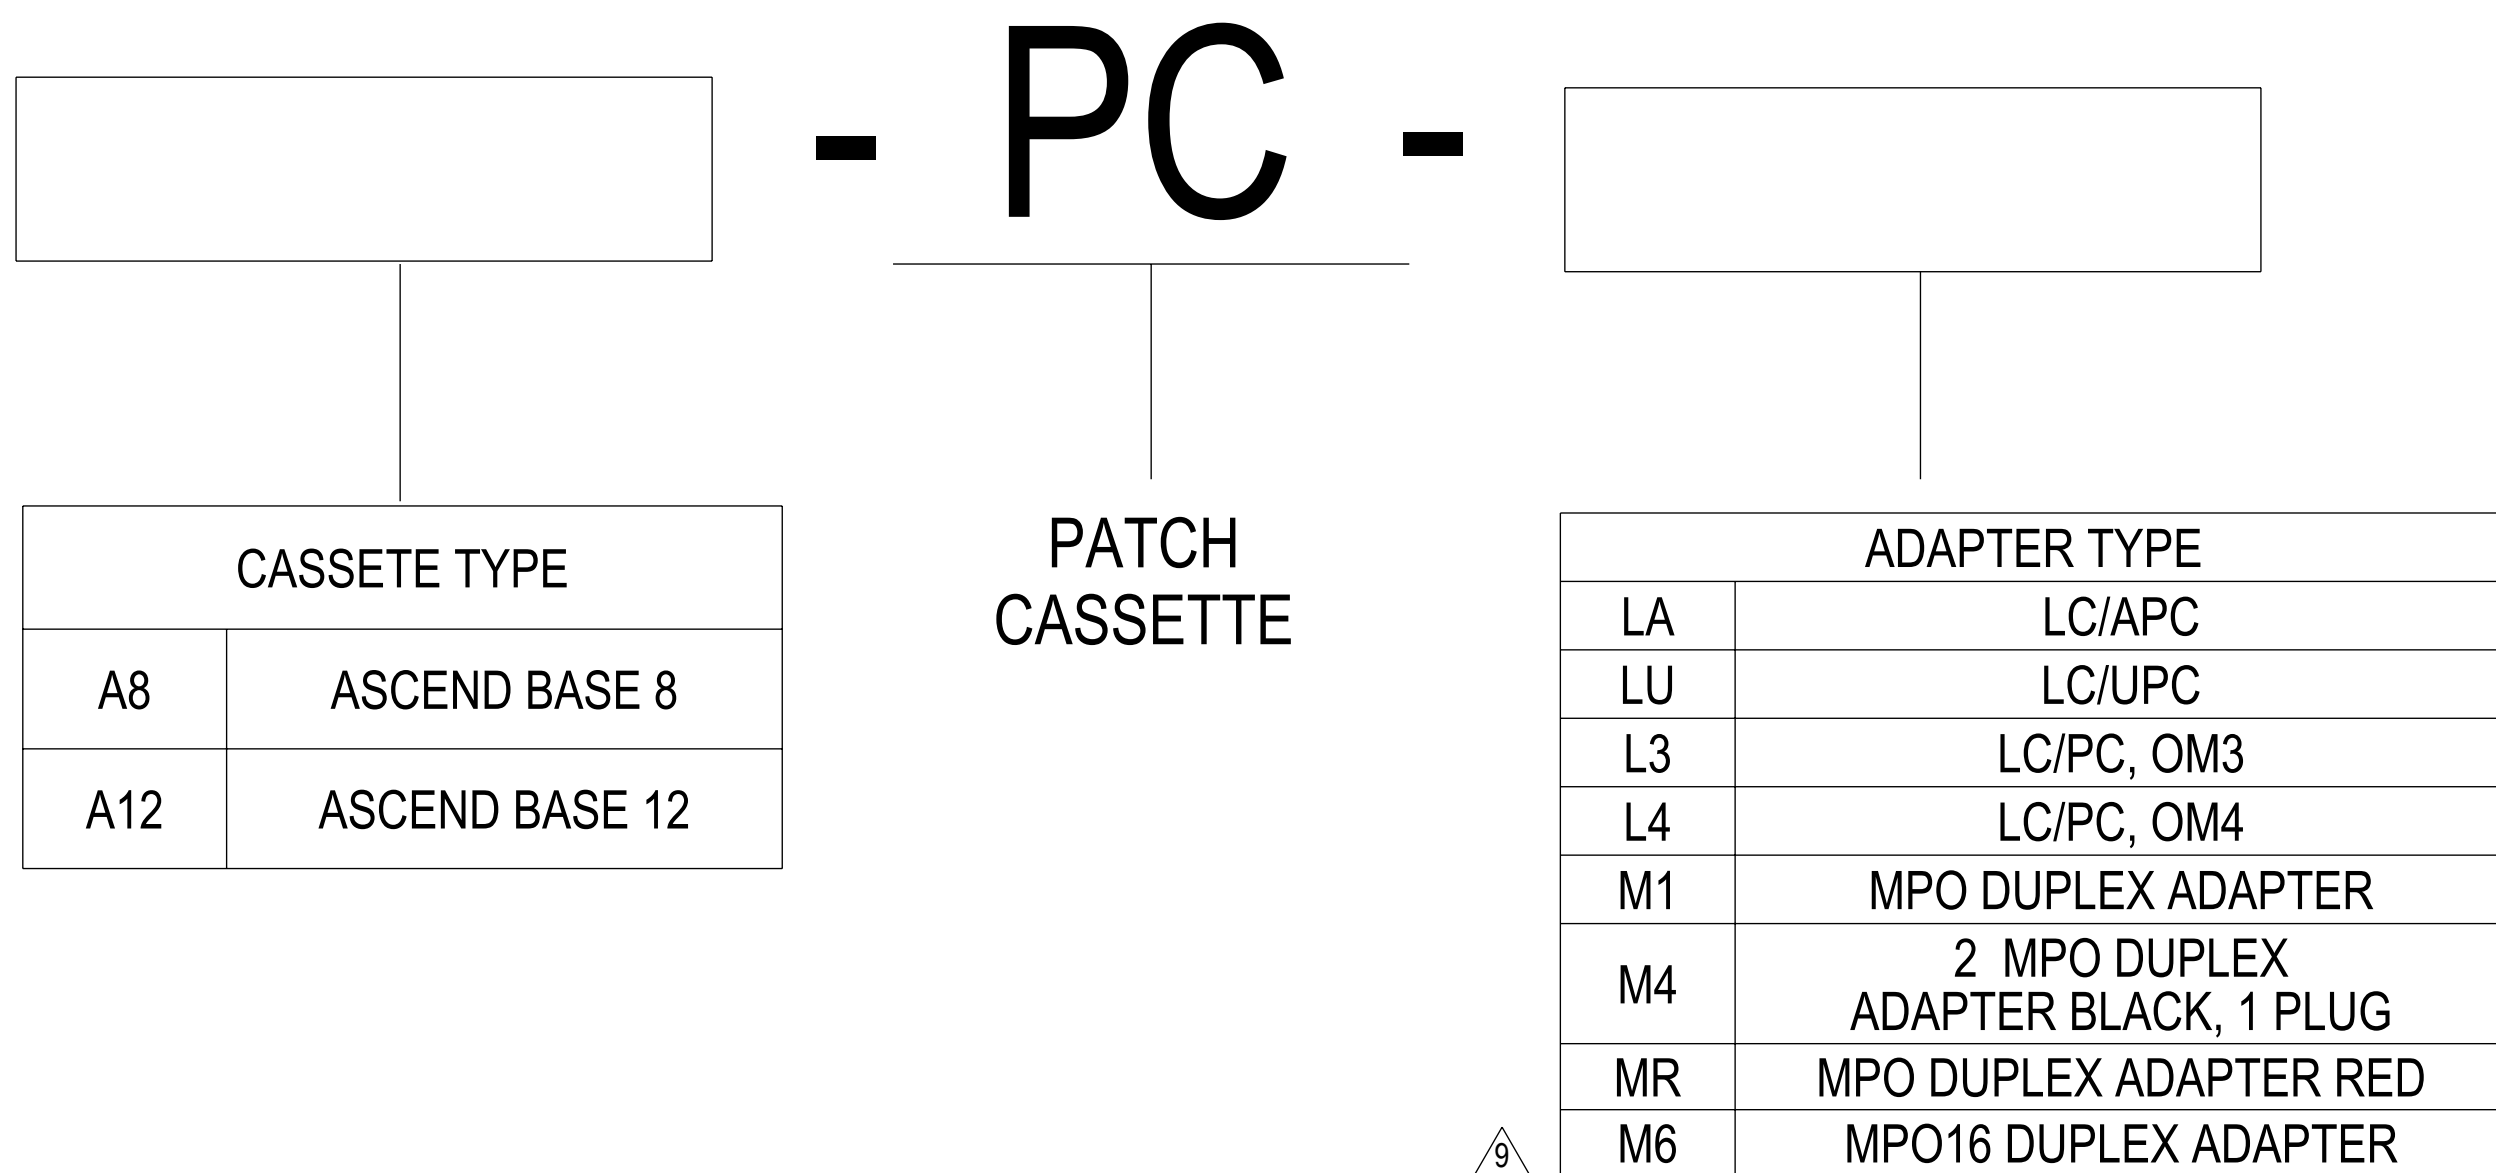 - PC -
CASSETTE TYPE
A8 ASCEND BASE 8
A12 ASCEND BASE 12
PATCH
CASSETTE
ADAPTER TYPE
LA LC/APC
LU LC/UPC
L3 LC/PC, OM3
L4 LC/PC, OM4
M1 MPO DUPLEX ADAPTER
M4 2 MPO DUPLEX
ADAPTER BLACK, 1 PLUG
MR MPO DUPLEX ADAPTER RED
M6 MPO16 DUPLEX ADAPTER
9